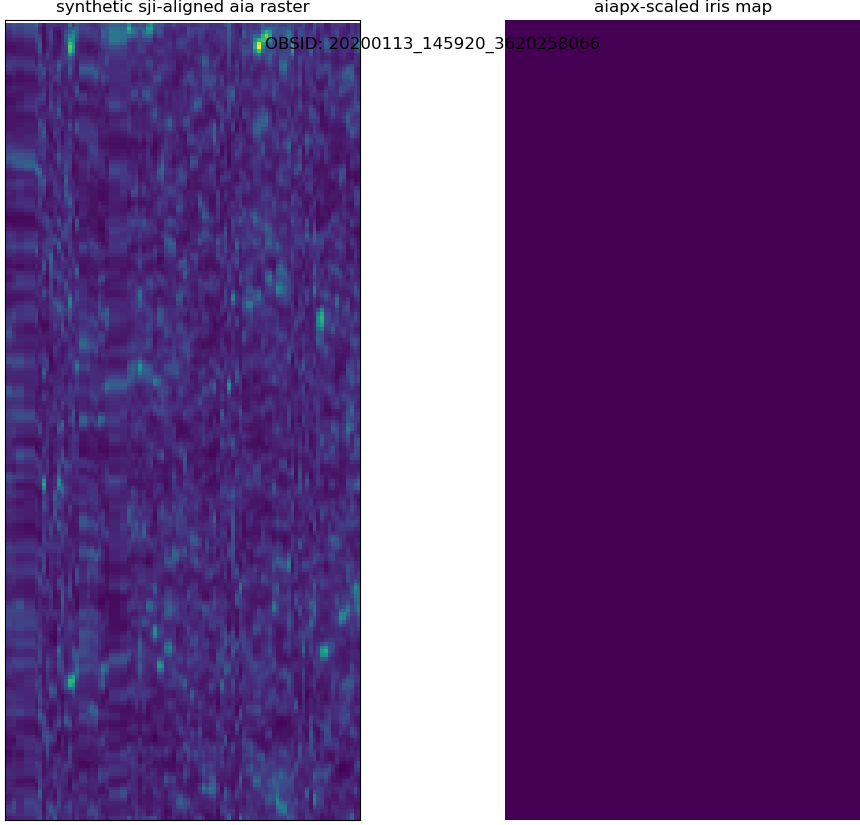 synthetic sji-aligned aia raster
aiapx-scaled iris map
OBSID: 20200113_145920_3620258066